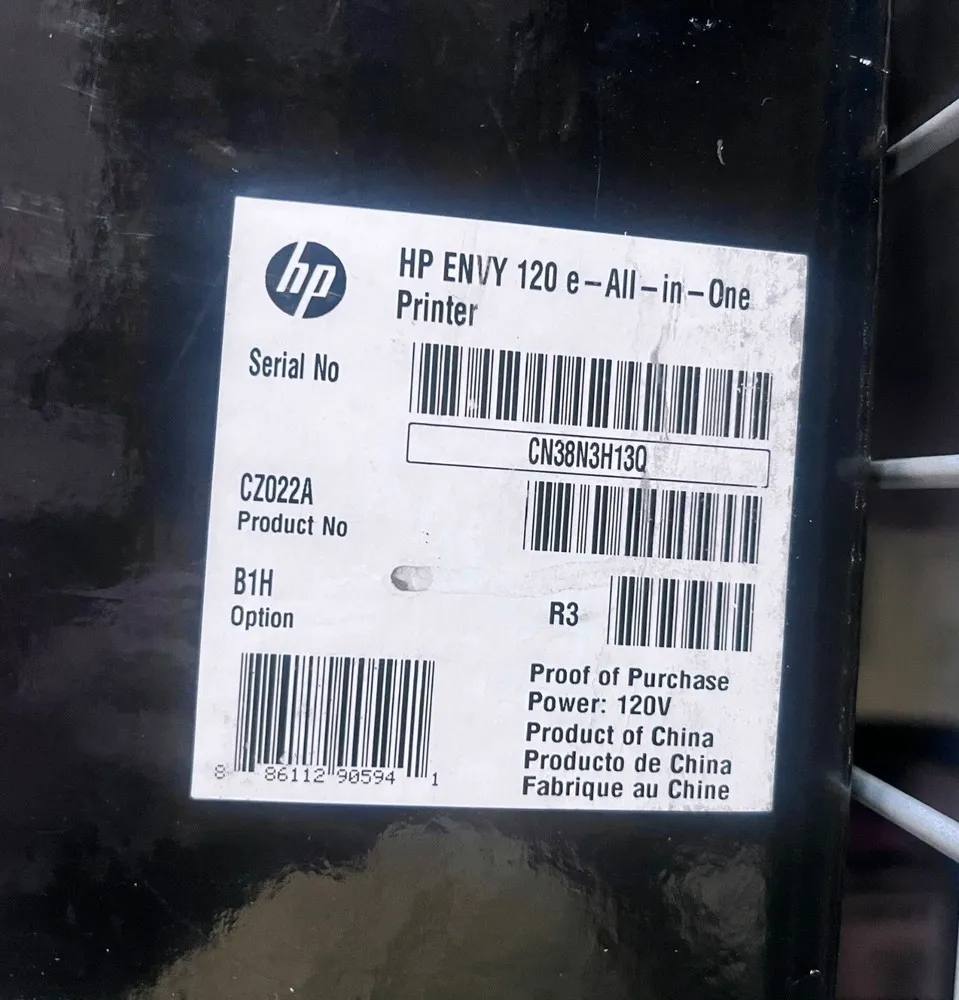 hp
HP ENVY 120 e-All-in-One
Printer
Serial No
CN38N3H13Q
CZ022A
Product No
B1H
Option
R3
8 86112 90594 1
Proof of Purchase
Power: 120V
Product of China
Producto de China
Fabrique au Chine